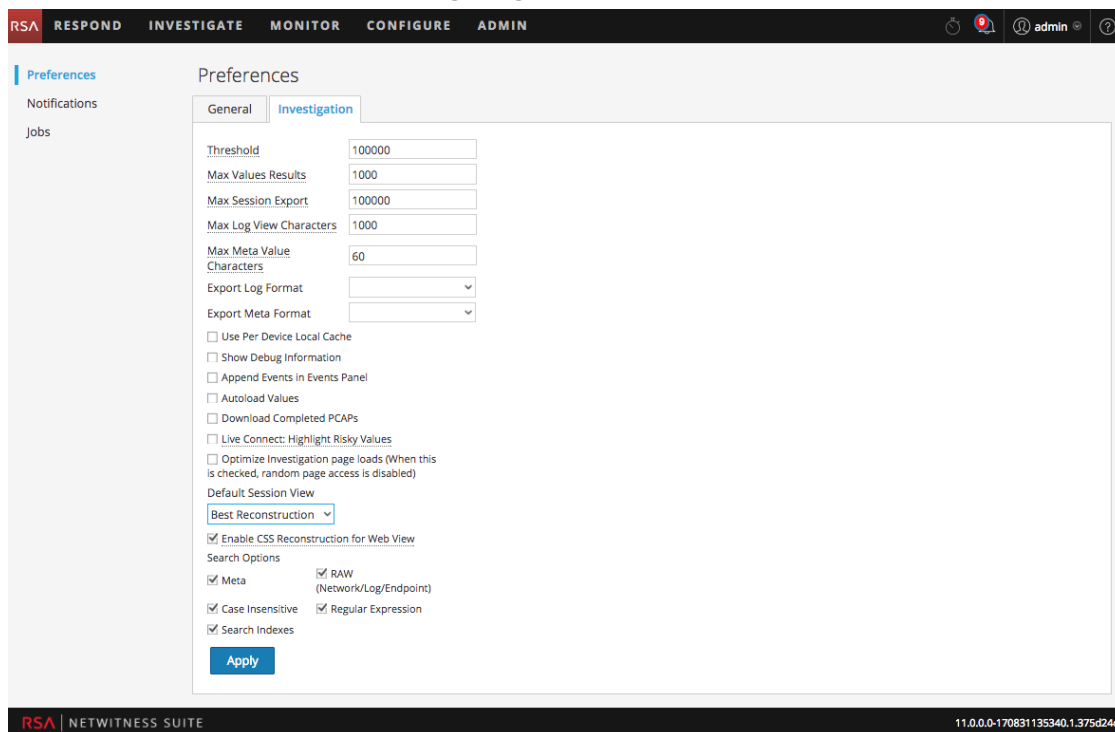 RSA RESPOND INVESTIGATE MONITOR CONFIGURE ADMIN 9 admin ?
Preferences
Notifications
Jobs
Preferences
General Investigation
Threshold 100000
Max Values Results 1000
Max Session Export 100000
Max Log View Characters 1000
Max Meta Value
Characters 60
Export Log Format
Export Meta Format
Use Per Device Local Cache
Show Debug Information
Append Events in Events Panel
Autoload Values
Download Completed PCAPs
Live Connect: Highlight Risky Values
Optimize Investigation page loads (When this
is checked, random page access is disabled)
Default Session View
Best Reconstruction
Enable CSS Reconstruction for Web View
Search Options
Meta RAW
(Network/Log/Endpoint)
Case Insensitive Regular Expression
Search Indexes
Apply
RSA NETWITNESS SUITE 11.0.0.0-170831135340.1.375d24